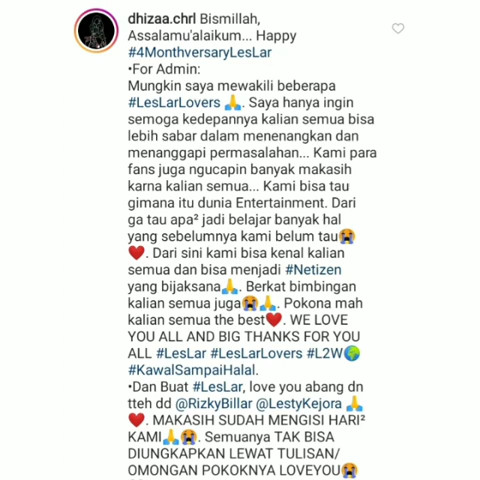 dhizaa.chrl Bismillah,
Assalamu'alaikum... Happy
#4MonthversaryLesLar
•For Admin:
Mungkin saya mewakili beberapa
#LesLarLovers 🙏. Saya hanya ingin
semoga kedepannya kalian semua bisa
lebih sabar dalam menenangkan dan
menanggapi permasalahan... Kami para
fans juga ngucapin banyak makasih
karna kalian semua... Kami bisa tau
gimana itu dunia Entertainment. Dari
ga tau apa² jadi belajar banyak hal
yang sebelumnya kami belum tau😭
❤️. Dari sini kami bisa kenal kalian
semua dan bisa menjadi #Netizen
yang bijaksana🙏. Berkat bimbingan
kalian semua juga😭🙏. Pokona mah
kalian semua the best❤️. WE LOVE
YOU ALL AND BIG THANKS FOR YOU
ALL #LesLar #LesLarLovers #L2W🌍
#KawalSampaiHalal.
•Dan Buat #LesLar, love you abang dn
tteh dd @RizkyBillar @LestyKejora 🙏
❤️. MAKASIH SUDAH MENGISI HARI²
KAMI🙏😭. Semuanya TAK BISA
DIUNGKAPKAN LEWAT TULISAN/
OMONGAN POKOKNYA LOVEYOU😭